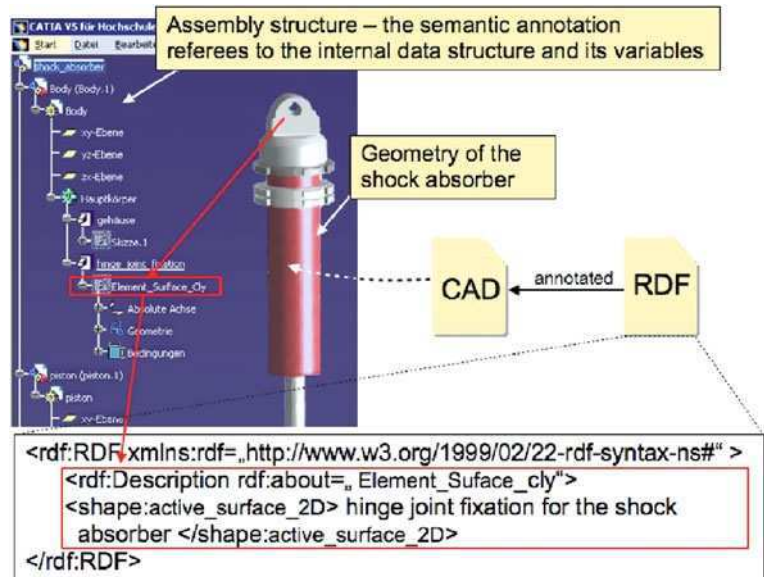 CATIA V5 für Hochschule
Assembly structure – the semantic annotation
referees to the internal data structure and its variables
Start Datei Bearbeite
shock_absorber
Body (Body.1)
Body
xy-Ebene
yz-Ebene
zx-Ebene
Hauptkörper
gehäuse
Skizze.1
hinge_joint_fixation
Element_Surface_Cly
Absolute Achse
Geometrie
Bedingungen
piston (piston.1)
piston
xy-Ebene
Geometry of the
shock absorber
CAD
annotated
RDF
<rdf:RDF xmlns:rdf=„http://www.w3.org/1999/02/22-rdf-syntax-ns#“ >
<rdf:Description rdf:about=„ Element_Suface_cly“>
<shape:active_surface_2D> hinge joint fixation for the shock
absorber </shape:active_surface_2D>
</rdf:RDF>